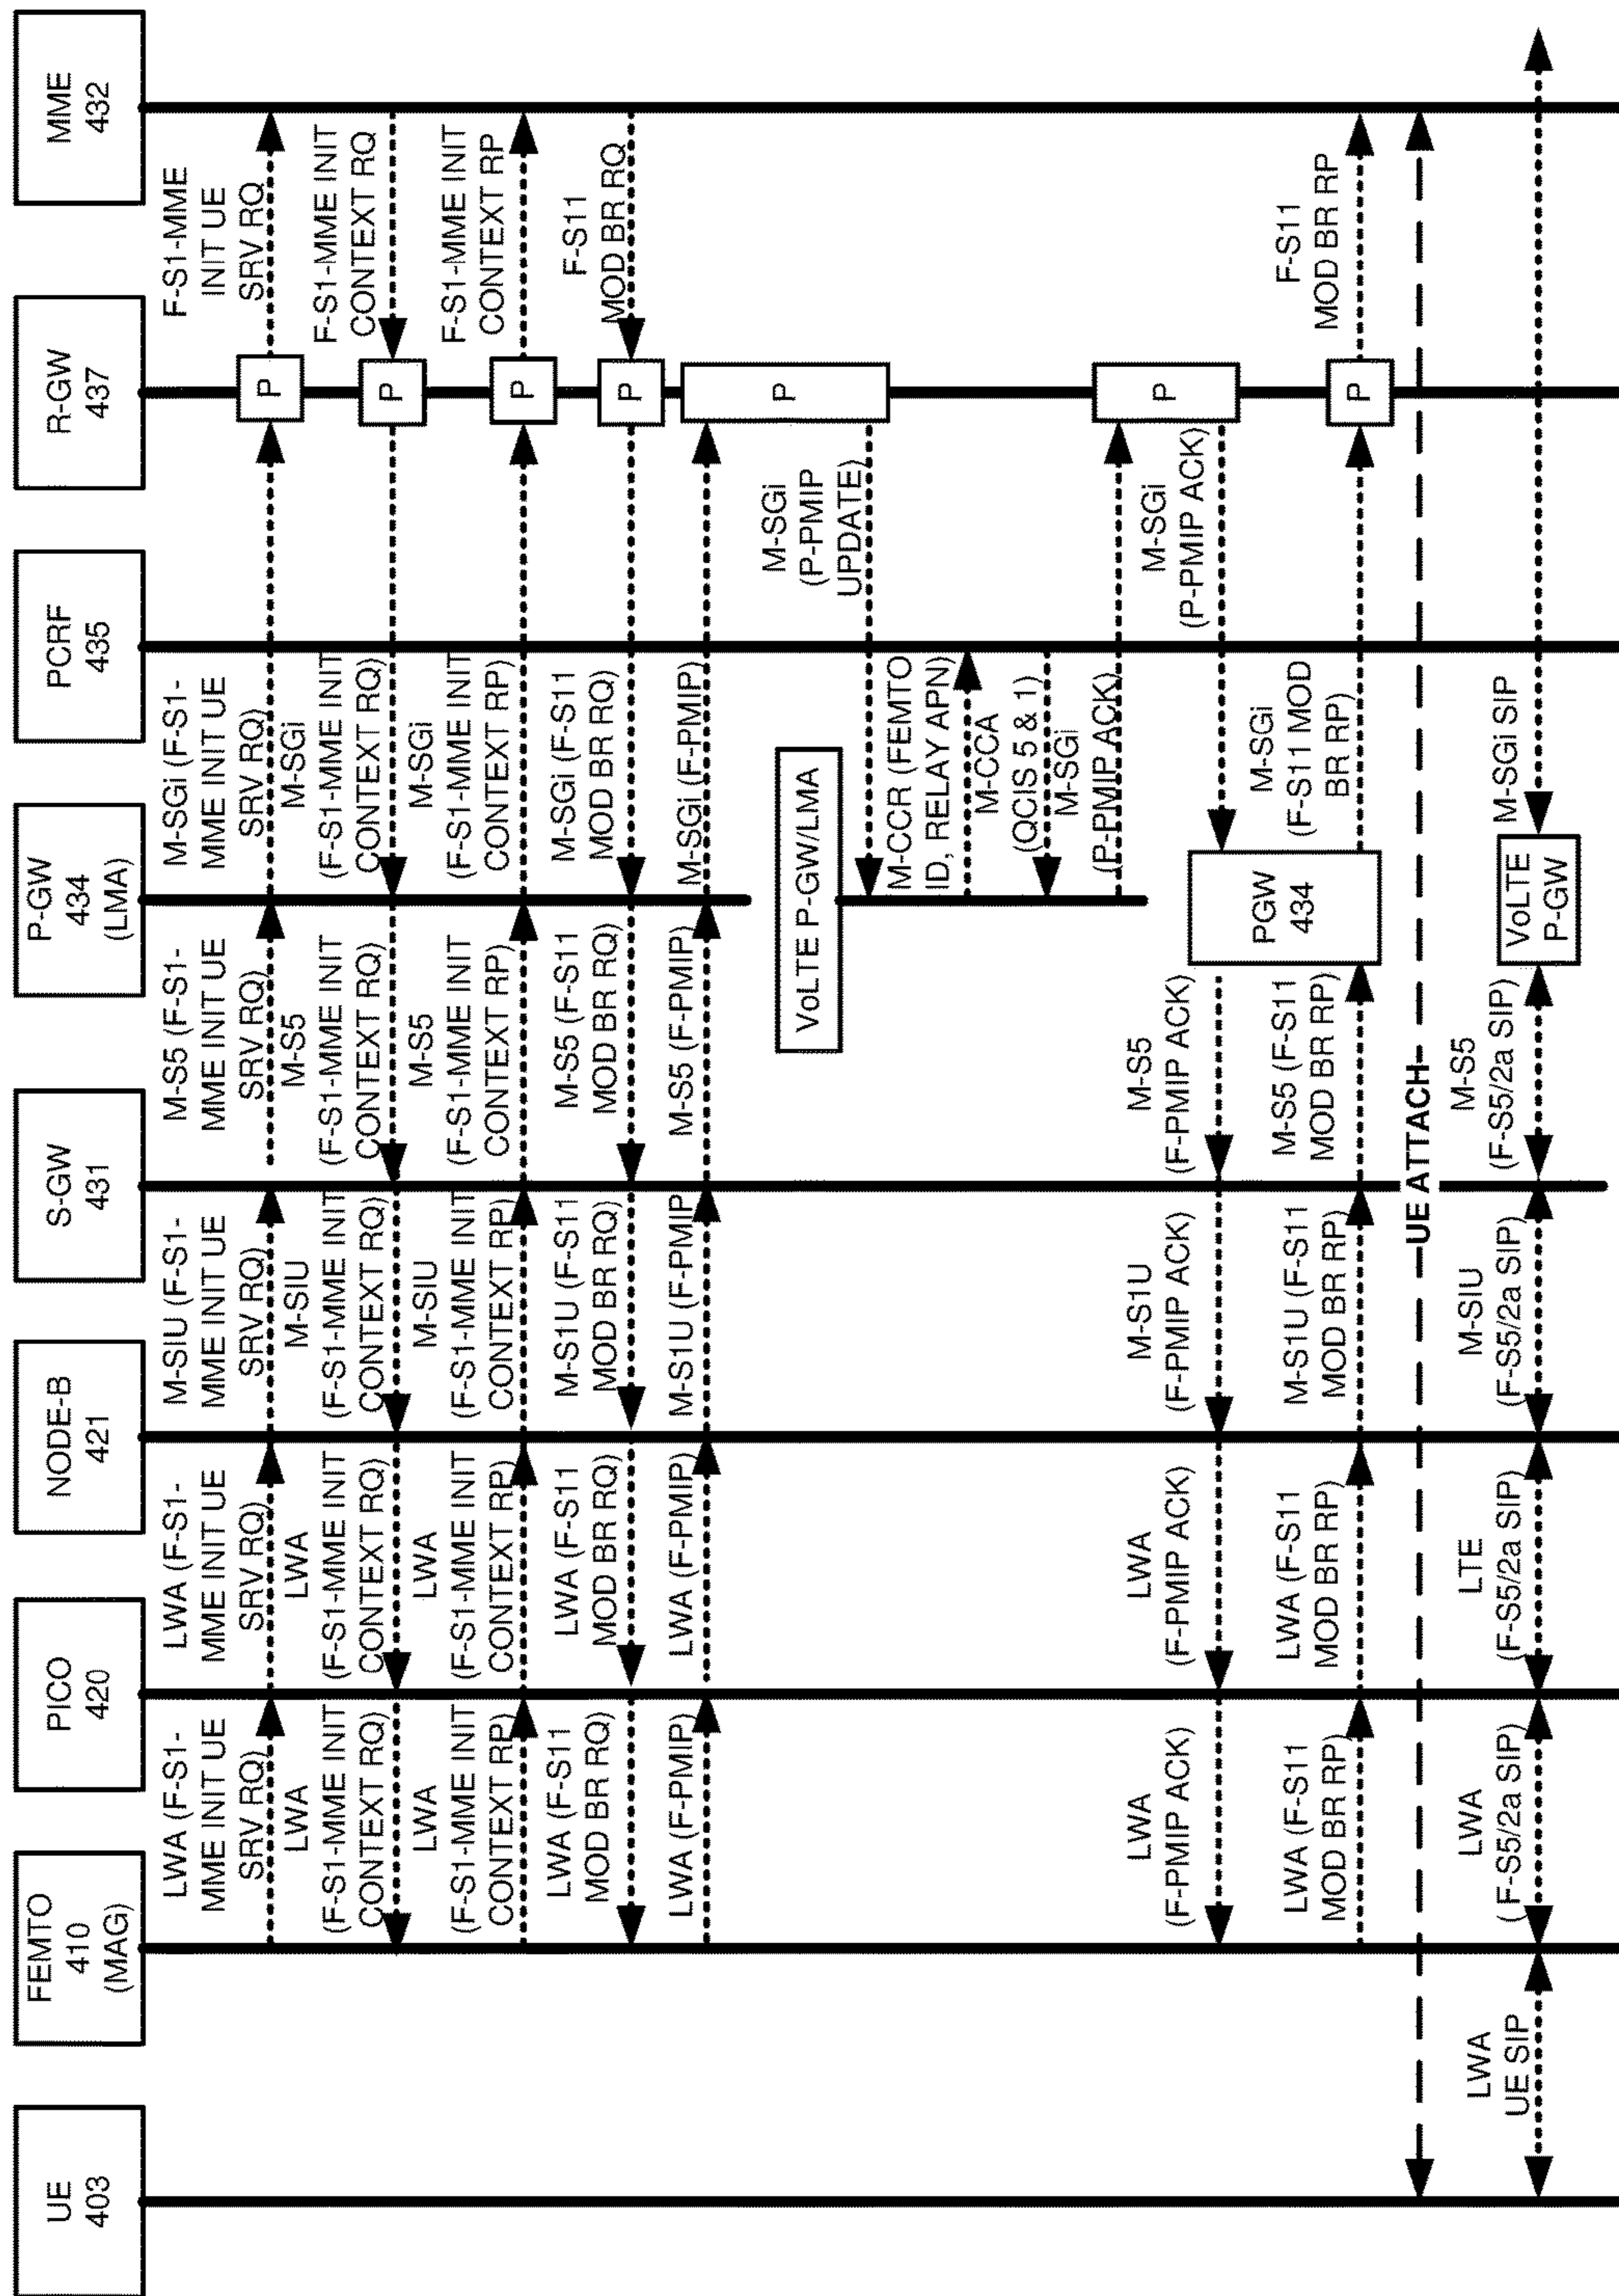 UE
403
FEMTO
410
(MAG)
PICO
420
NODE-B
421
S-GW
431
P-GW
434
(LMA)
PCRF
435
R-GW
437
MME
432
LWA (F-S1-
MME INIT UE
SRV RQ)
LWA (F-S1-
MME INIT UE
SRV RQ)
M-SIU (F-S1-
MME INIT UE
SRV RQ)
M-S5 (F-S1-
MME INIT UE
SRV RQ)
M-SGi (F-S1-
MME INIT UE
SRV RQ)
P
F-S1-MME
INIT UE
SRV RQ
LWA
(F-S1-MME INIT
CONTEXT RQ)
LWA
(F-S1-MME INIT
CONTEXT RQ)
M-SIU
(F-S1-MME INIT
CONTEXT RQ)
M-S5
(F-S1-MME INIT
CONTEXT RQ)
M-SGi
(F-S1-MME INIT
CONTEXT RQ)
P
F-S1-MME INIT
CONTEXT RQ
LWA
(F-S1-MME INIT
CONTEXT RP)
LWA
(F-S1-MME INIT
CONTEXT RP)
M-SIU
(F-S1-MME INIT
CONTEXT RP)
M-S5
(F-S1-MME INIT
CONTEXT RP)
M-SGi
(F-S1-MME INIT
CONTEXT RP)
P
F-S1-MME INIT
CONTEXT RP
LWA (F-S11
MOD BR RQ)
LWA (F-S11
MOD BR RQ)
M-S1U (F-S11
MOD BR RQ)
M-S5 (F-S11
MOD BR RQ)
M-SGi (F-S11
MOD BR RQ)
P
F-S11
MOD BR RQ
LWA (F-PMIP)
LWA (F-PMIP)
M-S1U (F-PMIP)
M-S5 (F-PMIP)
M-SGi (F-PMIP)
P
VoLTE P-GW/LMA
M-SGi
(P-PMIP
UPDATE)
M-CCR (FEMTO
ID, RELAY APN)
M-CCA
(QCIS 5 & 1)
M-SGi
(P-PMIP ACK)
P
LWA
(F-PMIP ACK)
LWA
(F-PMIP ACK)
M-S1U
(F-PMIP ACK)
M-S5
(F-PMIP ACK)
PGW
434
M-SGi
(P-PMIP ACK)
LWA (F-S11
MOD BR RP)
LWA (F-S11
MOD BR RP)
M-S1U (F-S11
MOD BR RP)
M-S5 (F-S11
MOD BR RP)
M-SGi
(F-S11 MOD
BR RP)
P
F-S11
MOD BR RP
UE ATTACH
LWA
UE SIP
LWA
( F-S5/2a SIP)
LTE
(F-S5/2a SIP)
M-SIU
(F-S5/2a SIP)
M-S5
(F-S5/2a SIP)
VoLTE
P-GW
M-SGi SIP